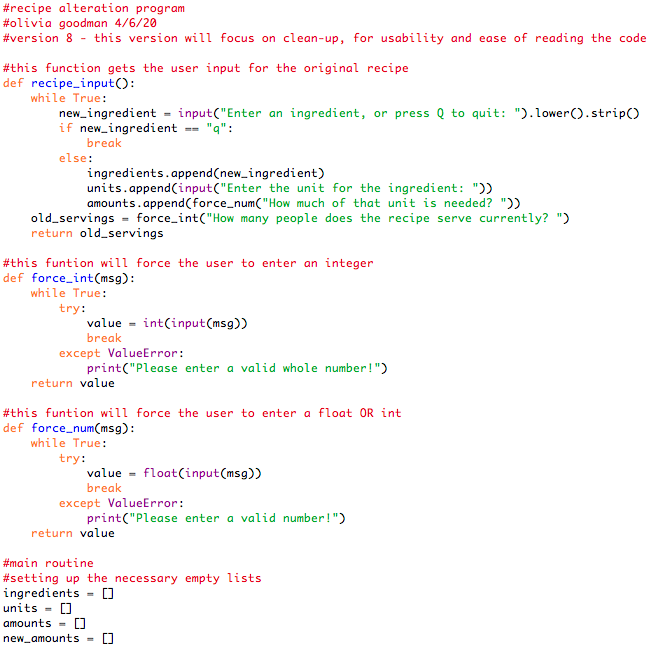 #recipe alteration program
#olivia goodman 4/6/20
#version 8 - this version will focus on clean-up, for usability and ease of reading the code

#this function gets the user input for the original recipe
def recipe_input():
    while True:
        new_ingredient = input("Enter an ingredient, or press Q to quit: ").lower().strip()
        if new_ingredient == "q":
            break
        else:
            ingredients.append(new_ingredient)
            units.append(input("Enter the unit for the ingredient: "))
            amounts.append(force_num("How much of that unit is needed? "))
    old_servings = force_int("How many people does the recipe serve currently? ")
    return old_servings

#this funtion will force the user to enter an integer
def force_int(msg):
    while True:
        try:
            value = int(input(msg))
            break
        except ValueError:
            print("Please enter a valid whole number!")
    return value

#this funtion will force the user to enter a float OR int
def force_num(msg):
    while True:
        try:
            value = float(input(msg))
            break
        except ValueError:
            print("Please enter a valid number!")
    return value

#main routine
#setting up the necessary empty lists
ingredients = []
units = []
amounts = []
new_amounts = []